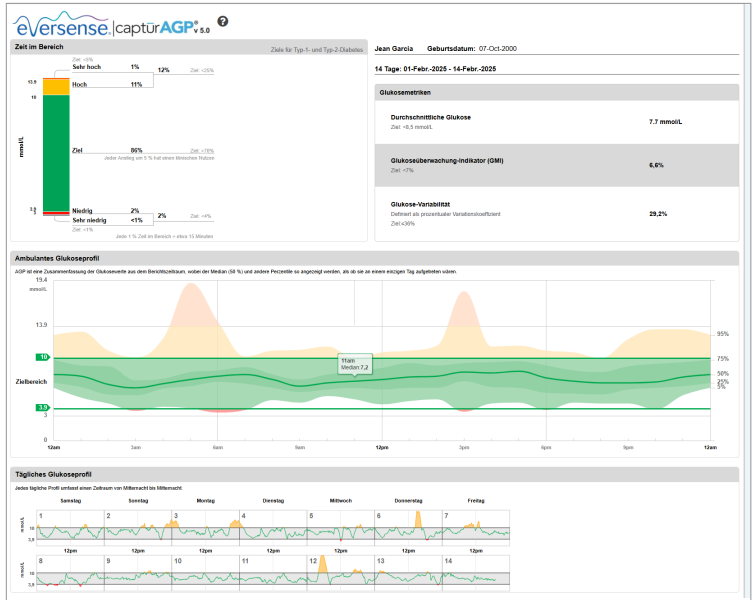 eversense. | captürAGP® v 5.0 ?
Zeit im Bereich Ziele für Typ-1- und Typ-2-Diabetes
Jean Garcia Geburtsdatum: 07-Oct-2000
14 Tage: 01-Febr.-2025 - 14-Febr.-2025
Ziel: <5%
Sehr hoch 1%
12% Ziel: <25%
Hoch 11%
13.9
10
mmol/L
Ziel 86% Ziel: >70%
Jeder Anstieg um 5 % hat einen klinischen Nutzen
3.9
3
Niedrig 2%
2% Ziel: <4%
Sehr niedrig <1%
Ziel: <1%
Jeder 1 % Zeit im Bereich = etwa 15 Minuten
Glukosemetriken
Durchschnittliche Glukose 7.7 mmol/L
Ziel: <8,5 mmol/L
Glukoseüberwachung-Indikator (GMI) 6,6%
Ziel: <7%
Glukose-Variabilität 29,2%
Definiert als prozentualer Variationskoeffizient
Ziel:≤36%
Ambulantes Glukoseprofil
AGP ist eine Zusammenfassung der Glukosewerte aus dem Berichtszeitraum, wobei der Median (50 %) und andere Perzentile so angezeigt werden, als ob sie an einem einzigen Tag aufgetreten wären.
19.4
mmol/L
13.9
10
Zielbereich
3.9
3
0
11am
Median:7,2
95%
75%
50%
25%
5%
12am 3am 6am 9am 12pm 3pm 6pm 9pm 12am
Tägliches Glukoseprofil
Jedes tägliche Profil umfasst einen Zeitraum von Mitternacht bis Mitternacht.
Samstag Sonntag Montag Dienstag Mittwoch Donnerstag Freitag
mmol/L
10
3,9
1 2 3 4 5 6 7
12pm 12pm 12pm 12pm 12pm 12pm 12pm
mmol/L
10
3,9
8 9 10 11 12 13 14